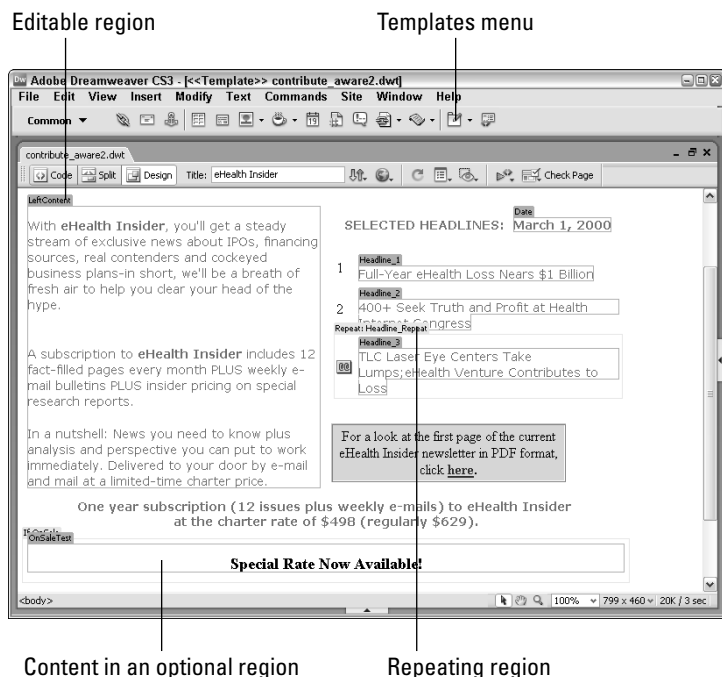 Editable region
Templates menu
Dw Adobe Dreamweaver CS3 - [<<Template>> contribute_aware2.dwt]
File Edit View Insert Modify Text Commands Site Window Help
Common
contribute_aware2.dwt
Code Split Design Title: eHealth Insider Check Page
LeftContent
With eHealth Insider, you'll get a steady
stream of exclusive news about IPOs, financing
sources, real contenders and cockeyed
business plans-in short, we'll be a breath of
fresh air to help you clear your head of the
hype.
A subscription to eHealth Insider includes 12
fact-filled pages every month PLUS weekly e-
mail bulletins PLUS insider pricing on special
research reports.
In a nutshell: News you need to know plus
analysis and perspective you can put to work
immediately. Delivered to your door by e-mail
and mail at a limited-time charter price.
Date
SELECTED HEADLINES: March 1, 2000
Headline_1
1 Full-Year eHealth Loss Nears $1 Billion
Headline_2
2 400+ Seek Truth and Profit at Health
Internet Congress
Repeat: Headline_Repeat
Headline_3
@@ TLC Laser Eye Centers Take
Lumps;eHealth Venture Contributes to
Loss
For a look at the first page of the current
eHealth Insider newsletter in PDF format,
click here.
One year subscription (12 issues plus weekly e-mails) to eHealth Insider
at the charter rate of $498 (regularly $629).
If OnSale
OnSaleTest
Special Rate Now Available!
<body> 100% 799 x 460 20K / 3 sec
Content in an optional region
Repeating region